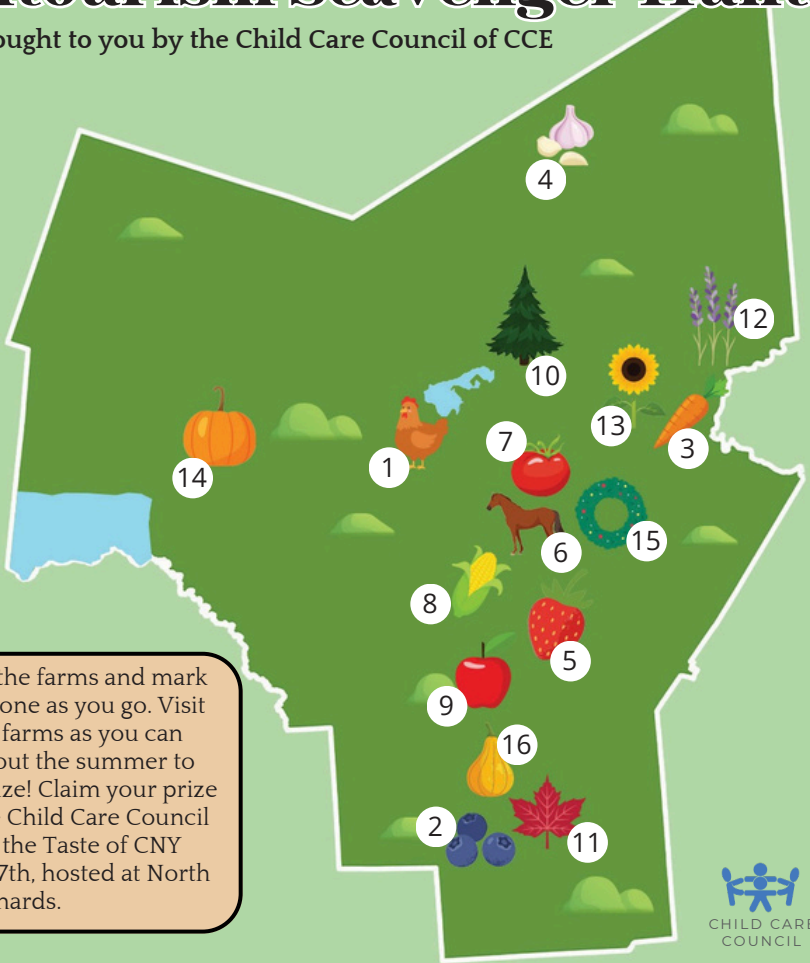 tourism Scavenger Hunt
ought to you by the Child Care Council of CCE
4
12
10
13
7
3
1
14
15
6
8
5
9
16
2
11
the farms and mark
one as you go. Visit
farms as you can
out the summer to
ze! Claim your prize
Child Care Council
the Taste of CNY
7th, hosted at North
hards.
CHILD CARE
COUNCIL